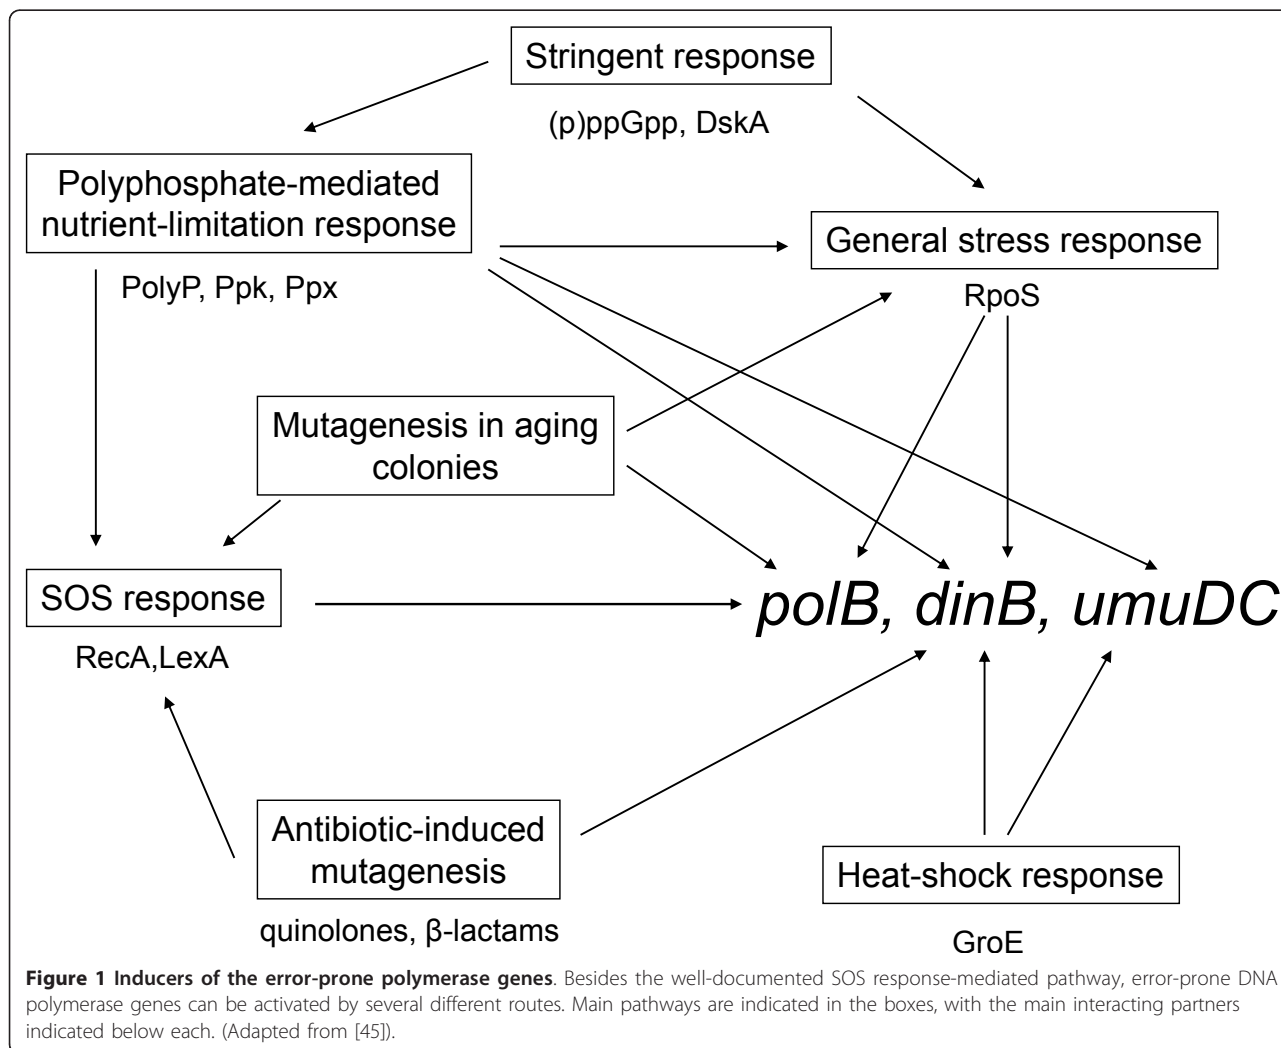 Stringent response
(p)ppGpp, DskA
Polyphosphate-mediated
nutrient-limitation response
PolyP, Ppk, Ppx
General stress response
RpoS
Mutagenesis in aging
colonies
SOS response
RecA,LexA
polB, dinB, umuDC
Antibiotic-induced
mutagenesis
quinolones, β-lactams
Heat-shock response
GroE
Figure 1 Inducers of the error-prone polymerase genes. Besides the well-documented SOS response-mediated pathway, error-prone DNA
polymerase genes can be activated by several different routes. Main pathways are indicated in the boxes, with the main interacting partners
indicated below each. (Adapted from [45]).